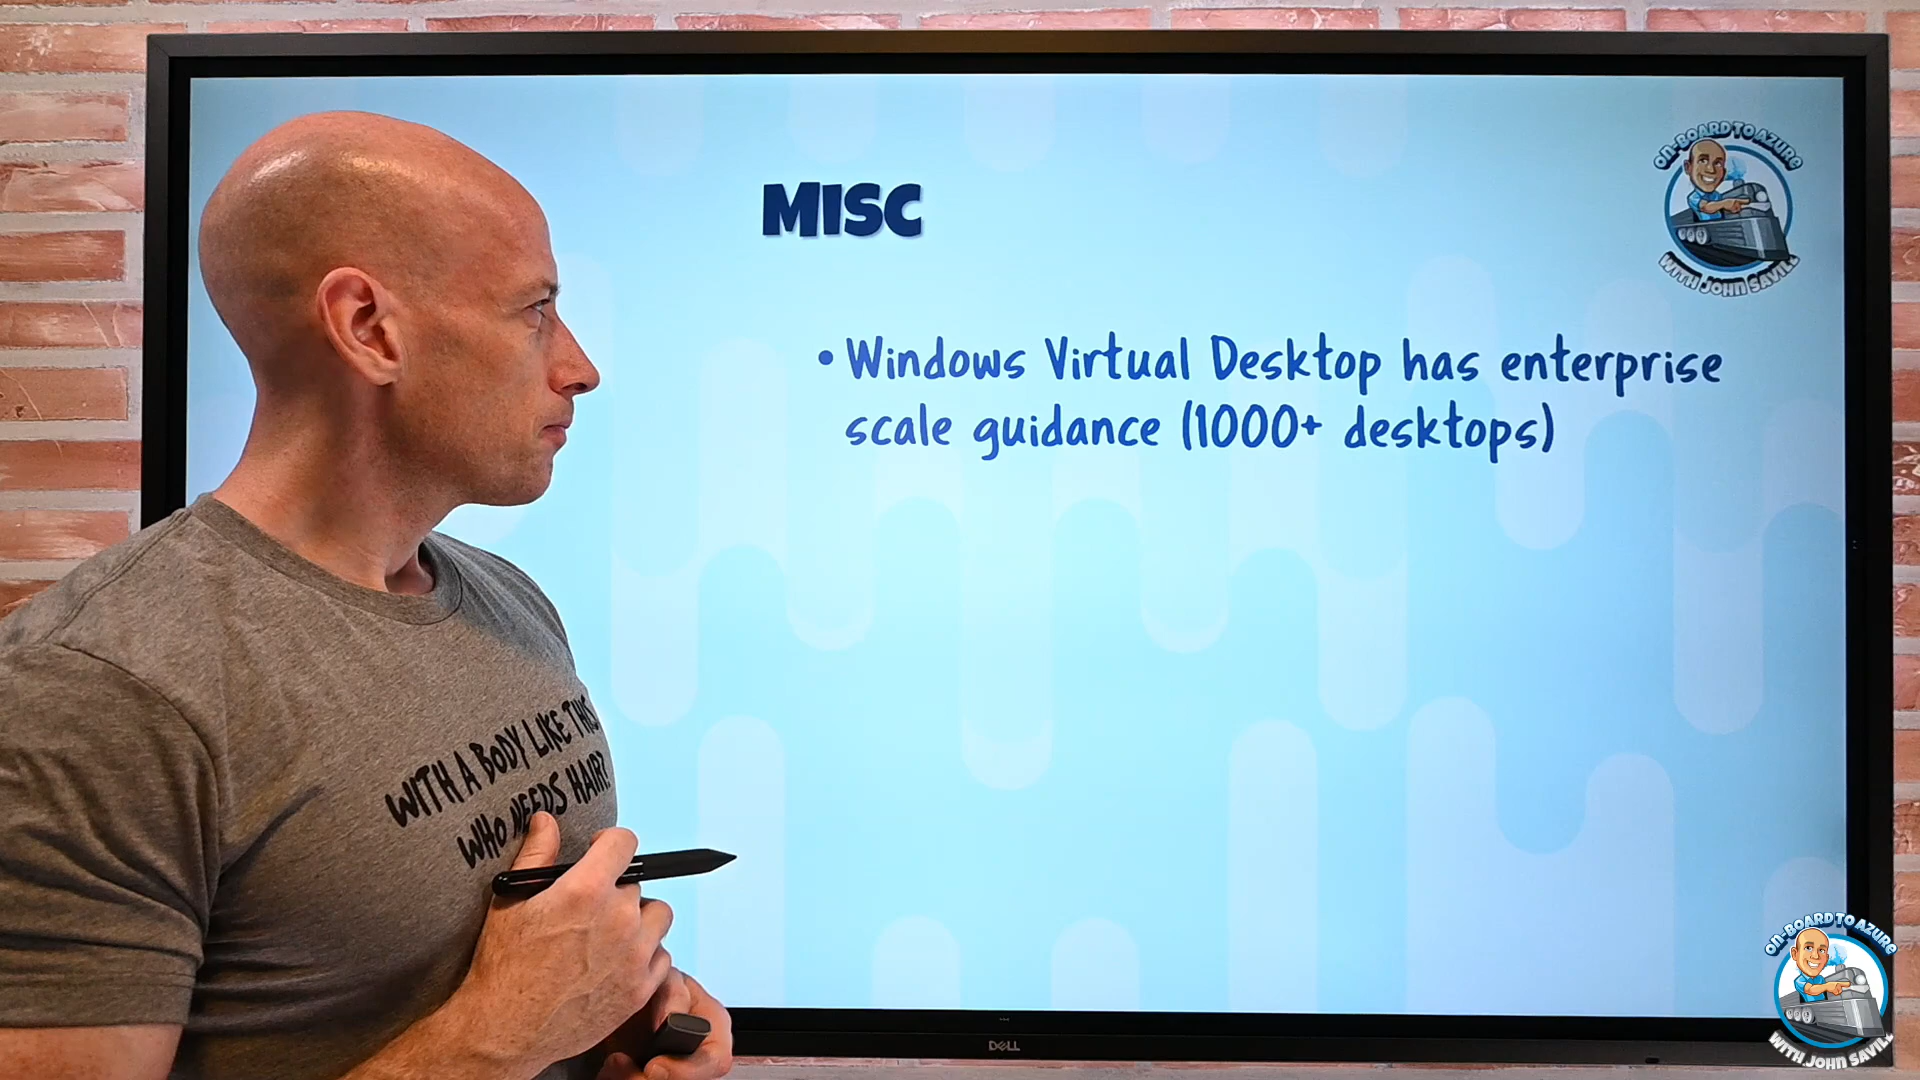 ON-BOARD TO AZURE
WITH JOHN SAVILL
MISC
• Windows Virtual Desktop has enterprise
scale guidance (1000+ desktops)
WITH A BODY LIKE THIS
WHO NEEDS HAIR?
DELL
ON-BOARD TO AZURE
WITH JOHN SAVILL